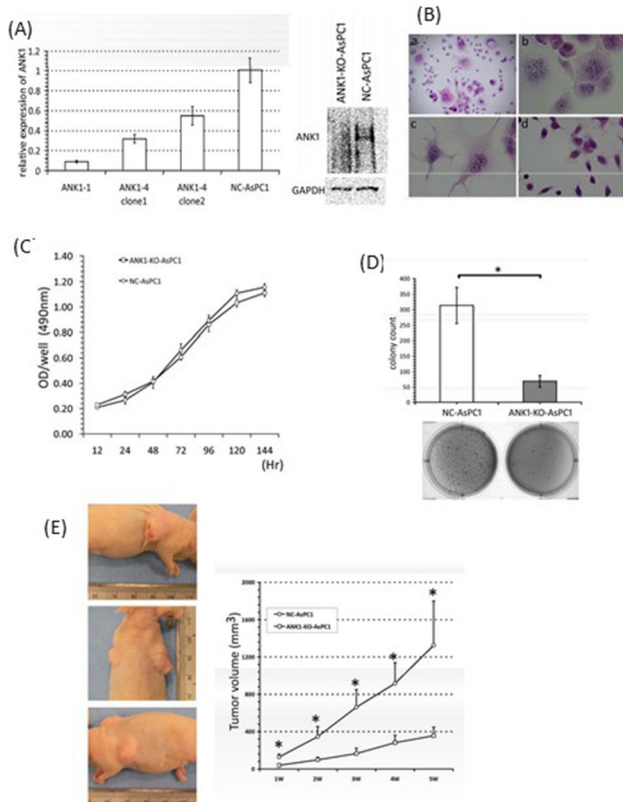 (A)
relative expression of ANK1
1.2
1
0.8
0.6
0.4
0.2
0
ANK1-1
ANK1-4 clone1
ANK1-4 clone2
NC-AsPC1
ANK1-KO-AsPC1
NC-AsPC1
ANK1
GAPDH
(B)
a
b
c
d
(C
OD/well (490nm)
1.40
1.20
1.00
0.80
0.60
0.40
0.20
0.00
ANK1-KO-AsPC1
NC-AsPC1
12 24 48 72 96 120 144
(Hr)
(D)
*
colony count
400
350
300
250
200
150
100
50
0
NC-AsPC1
ANK1-KO-AsPC1
(E)
Tumor volume (mm3)
2000
1600
1200
800
400
0
NC-AsPC1
ANK1-KO-AsPC1
* * * * *
1W 2W 3W 4W 5W